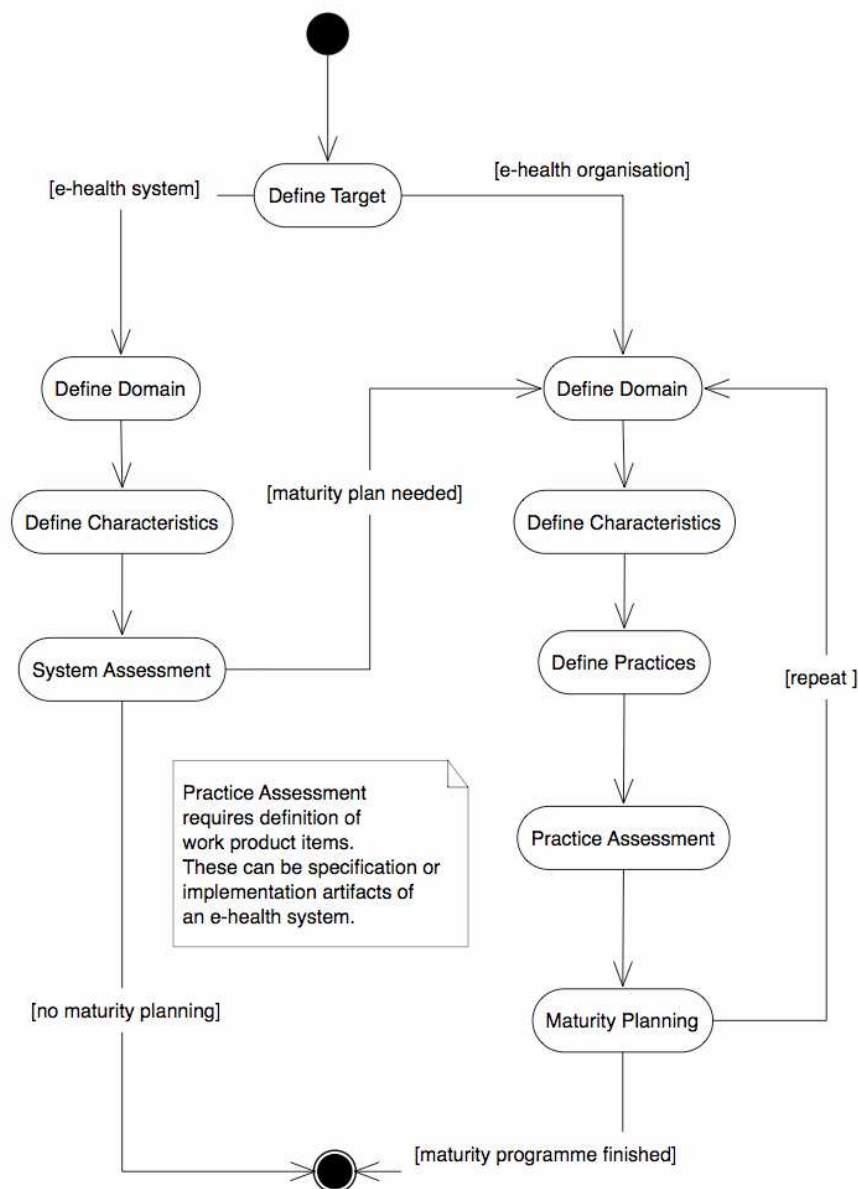 Define Target
[e-health system]
[e-health organisation]
Define Domain
Define Domain
[maturity plan needed]
Define Characteristics
Define Characteristics
System Assessment
Define Practices
[repeat ]
Practice Assessment
requires definition of
work product items.
These can be specification or
implementation artifacts of
an e-health system.
Practice Assessment
[no maturity planning]
Maturity Planning
[maturity programme finished]